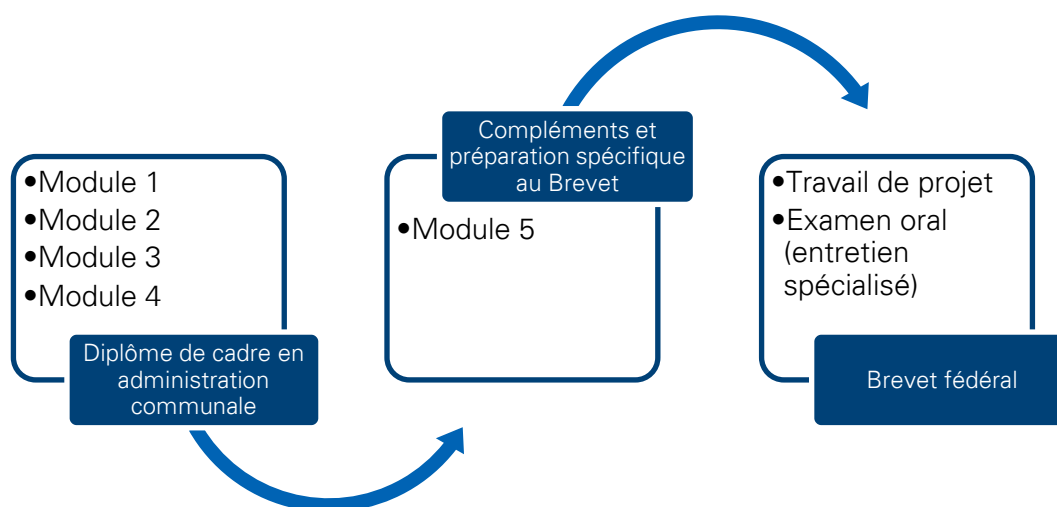 •Module 1
•Module 2
•Module 3
•Module 4
Diplôme de cadre en
administration
communale
Compléments et
préparation spécifique
au Brevet
•Module 5
•Travail de projet
•Examen oral
(entretien
spécialisé)
Brevet fédéral